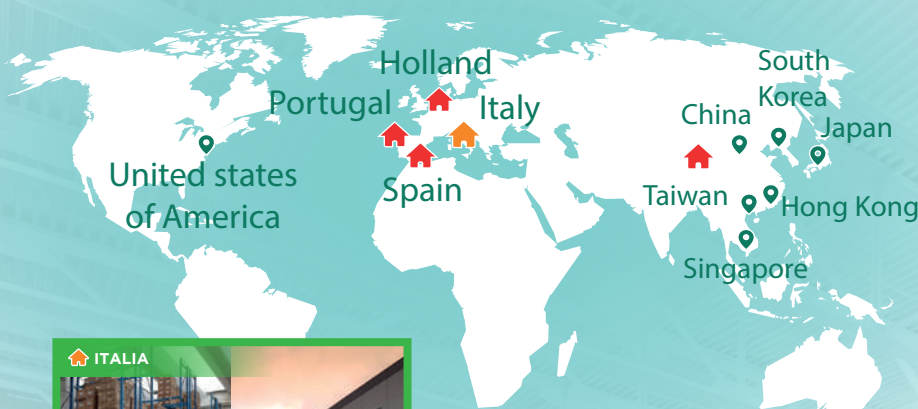 Holland
Portugal
Italy
Spain
United states
of America
South
Korea
China
Japan
Taiwan
Hong Kong
Singapore
ITALIA